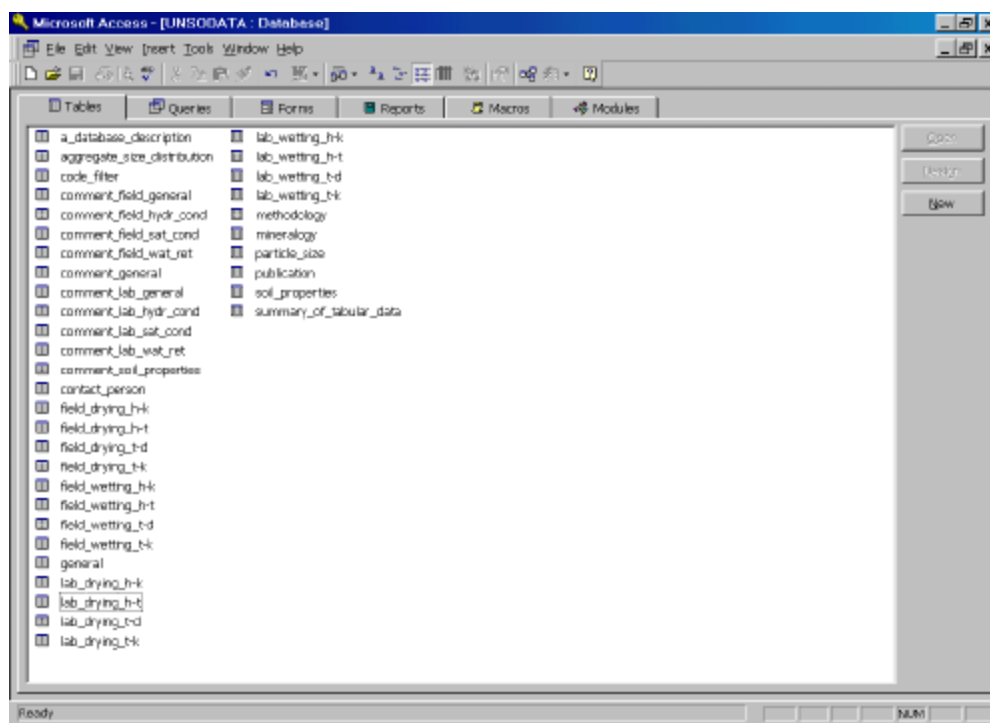 Microsoft Access - [UNSODATA : Database]
File Edit View Insert Tools Window Help
Tables Queries Forms Reports Macros Modules
a_database_description
aggregate_size_distribution
code_filter
comment_field_general
comment_field_hydr_cond
comment_field_sat_cond
comment_field_wat_ret
comment_general
comment_lab_general
comment_lab_hydr_cond
comment_lab_sat_cond
comment_lab_wat_ret
comment_soil_properties
contact_person
field_drying_h-k
field_drying_h-t
field_drying_t-d
field_drying_t-k
field_wetting_h-k
field_wetting_h-t
field_wetting_t-d
field_wetting_t-k
general
lab_drying_h-k
lab_drying_h-t
lab_drying_t-d
lab_drying_t-k
lab_wetting_h-k
lab_wetting_h-t
lab_wetting_t-d
lab_wetting_t-k
methodology
mineralogy
particle_size
publication
soil_properties
summary_of_tabular_data
Open
Design
New
Ready
NUM